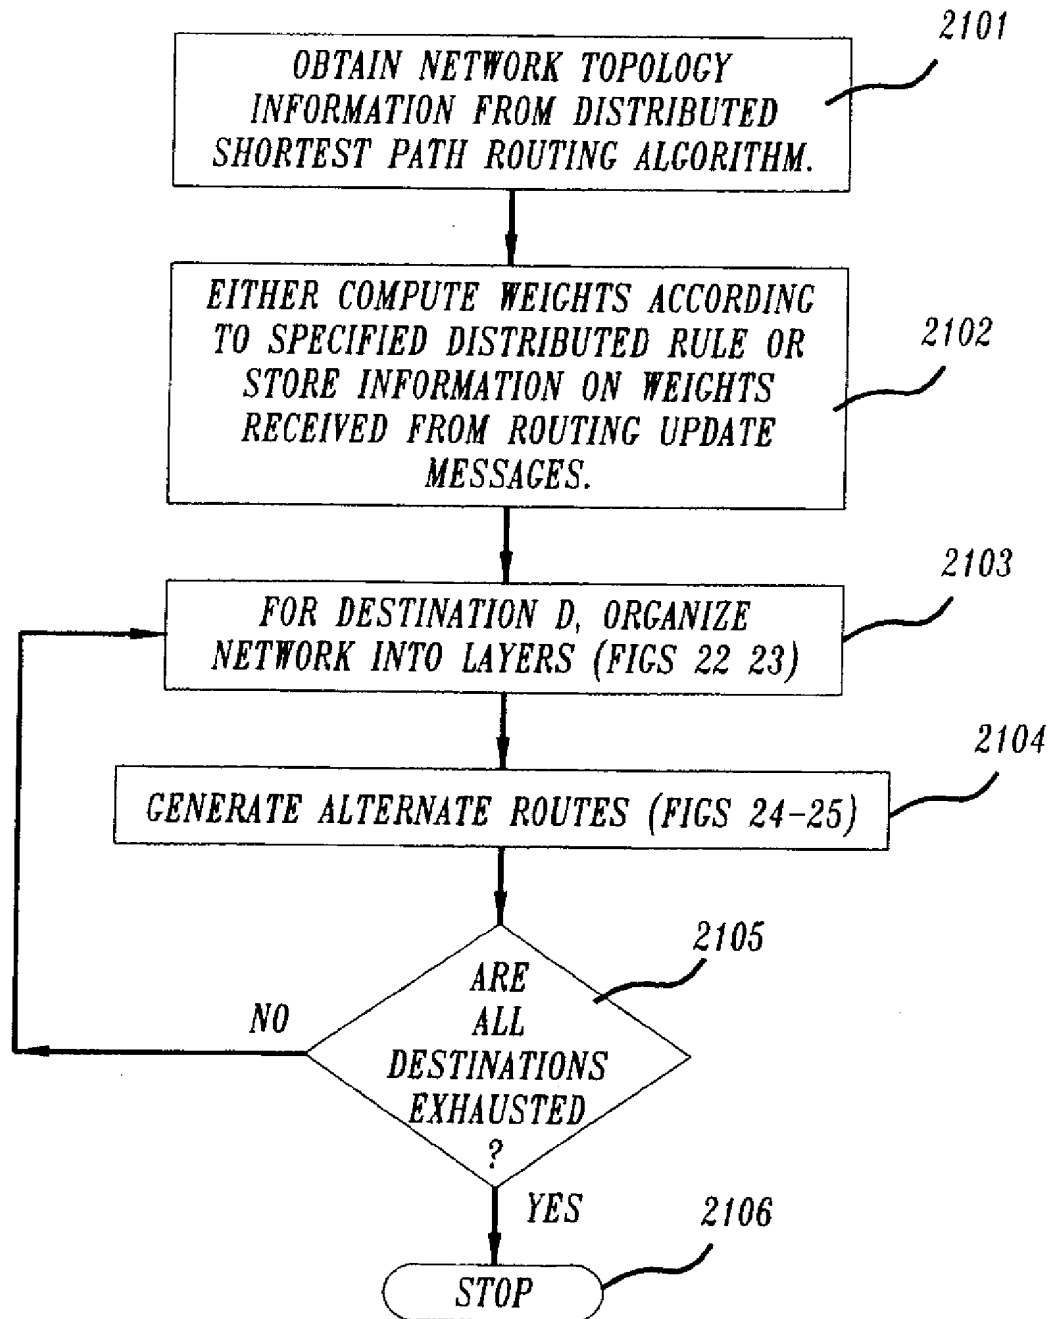 2101
OBTAIN NETWORK TOPOLOGY
INFORMATION FROM DISTRIBUTED
SHORTEST PATH ROUTING ALGORITHM.
EITHER COMPUTE WEIGHTS ACCORDING
TO SPECIFIED DISTRIBUTED RULE OR
STORE INFORMATION ON WEIGHTS
RECEIVED FROM ROUTING UPDATE
MESSAGES.
2102
2103
FOR DESTINATION D, ORGANIZE
NETWORK INTO LAYERS (FIGS 22 23)
2104
GENERATE ALTERNATE ROUTES (FIGS 24-25)
2105
ARE
ALL
DESTINATIONS
EXHAUSTED
?
NO
YES
2106
STOP